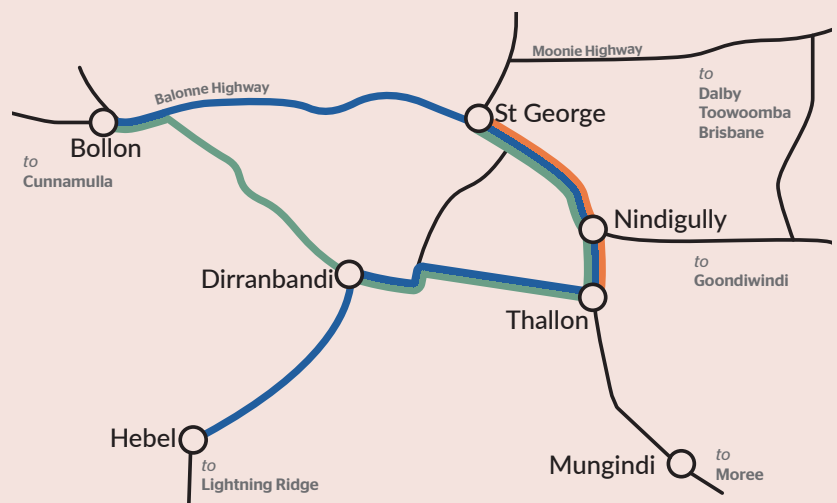 Moonie Highway
to
Dalby
Toowoomba
Brisbane
Balonne Highway
St George
Bollon
to
Cunnamulla
Nindigully
Dirranbandi
to
Goondiwindi
Thallon
Hebel
to
Lightning Ridge
Mungindi
to
Moree